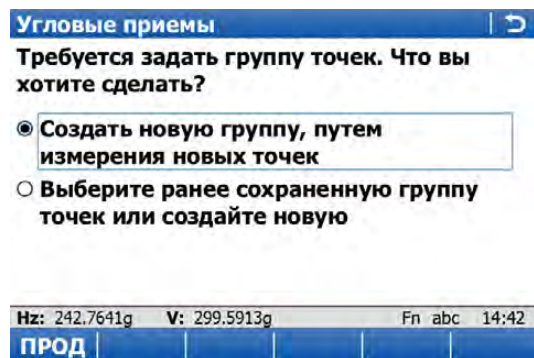 Угловые приемы
Требуется задать группу точек. Что вы
хотите сделать?
Создать новую группу, путем
измерения новых точек
Выберите ранее сохраненную группу
точек или создайте новую
Hz: 242.7641g V: 299.5913g Fn abc 14:42
ПРОД